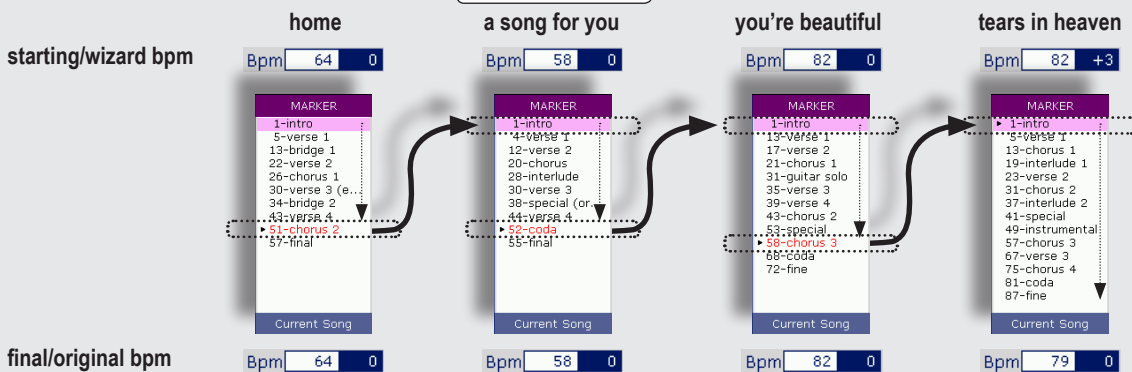 home
a song for you
you're beautiful
tears in heaven
starting/wizard bpm
Bpm 64 0
Bpm 58 0
Bpm 82 0
Bpm 82 +3
MARKER
1-intro
5-verse 1
13-bridge 1
22-verse 2
26-chorus 1
30-verse 3 (e...
34-bridge 2
43-verse 4
51-chorus 2
57-final
Current Song
MARKER
1-intro
4-verse 1
12-verse 2
20-chorus
28-interlude
30-verse 3
38-special (or...
44-verse 4
52-coda
55-final
Current Song
MARKER
1-intro
13-verse 1
17-verse 2
21-chorus 1
31-guitar solo
35-verse 3
39-verse 4
43-chorus 2
53-special
58-chorus 3
68-coda
72-fine
Current Song
MARKER
1-intro
5-verse 1
13-chorus 1
19-interlude 1
23-verse 2
31-chorus 2
37-interlude 2
41-special
49-instrumental
57-chorus 3
67-verse 3
75-chorus 4
81-coda
87-fine
Current Song
final/original bpm
Bpm 64 0
Bpm 58 0
Bpm 82 0
Bpm 79 0